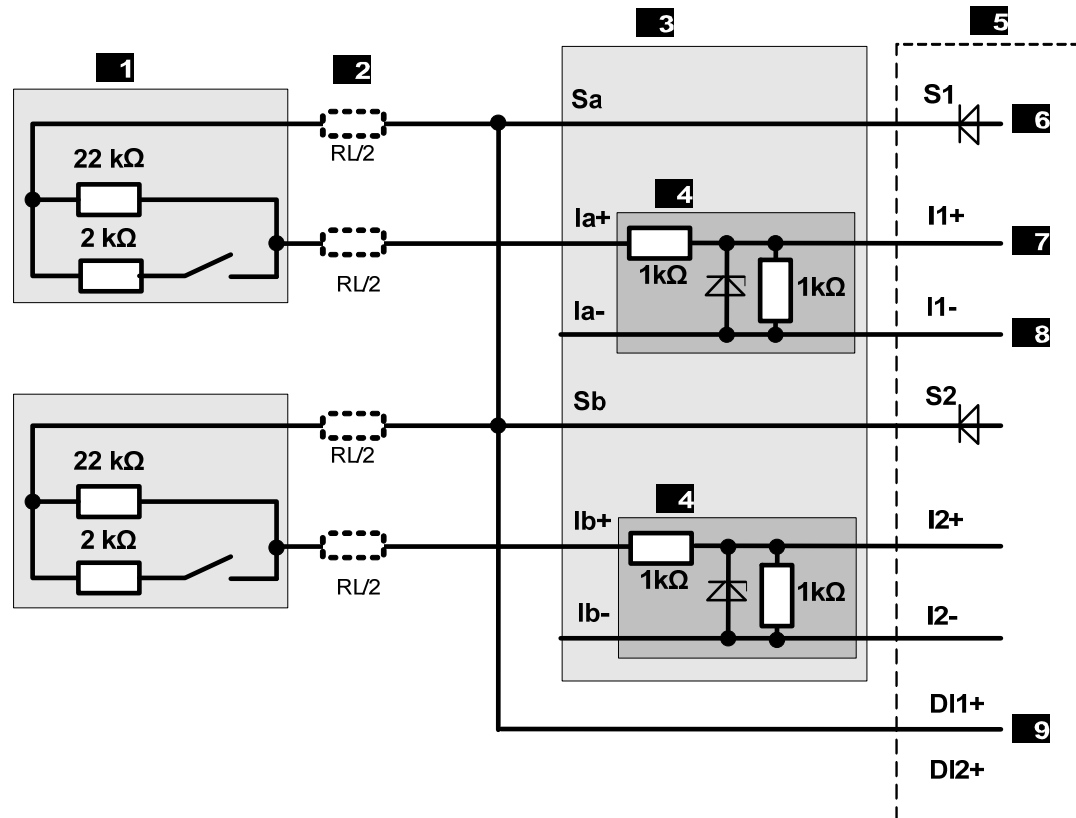 5
3
1
2
Sa
S1
6
RL/2
22 kΩ
4
Ia+
I1+
7
2 kΩ
1kΩ
1kΩ
RL/2
Ia-
I1-
8
Sb
S2
RL/2
22 kΩ
4
Ib+
I2+
2 kΩ
1kΩ
1kΩ
RL/2
Ib-
I2-
DI1+
9
DI2+